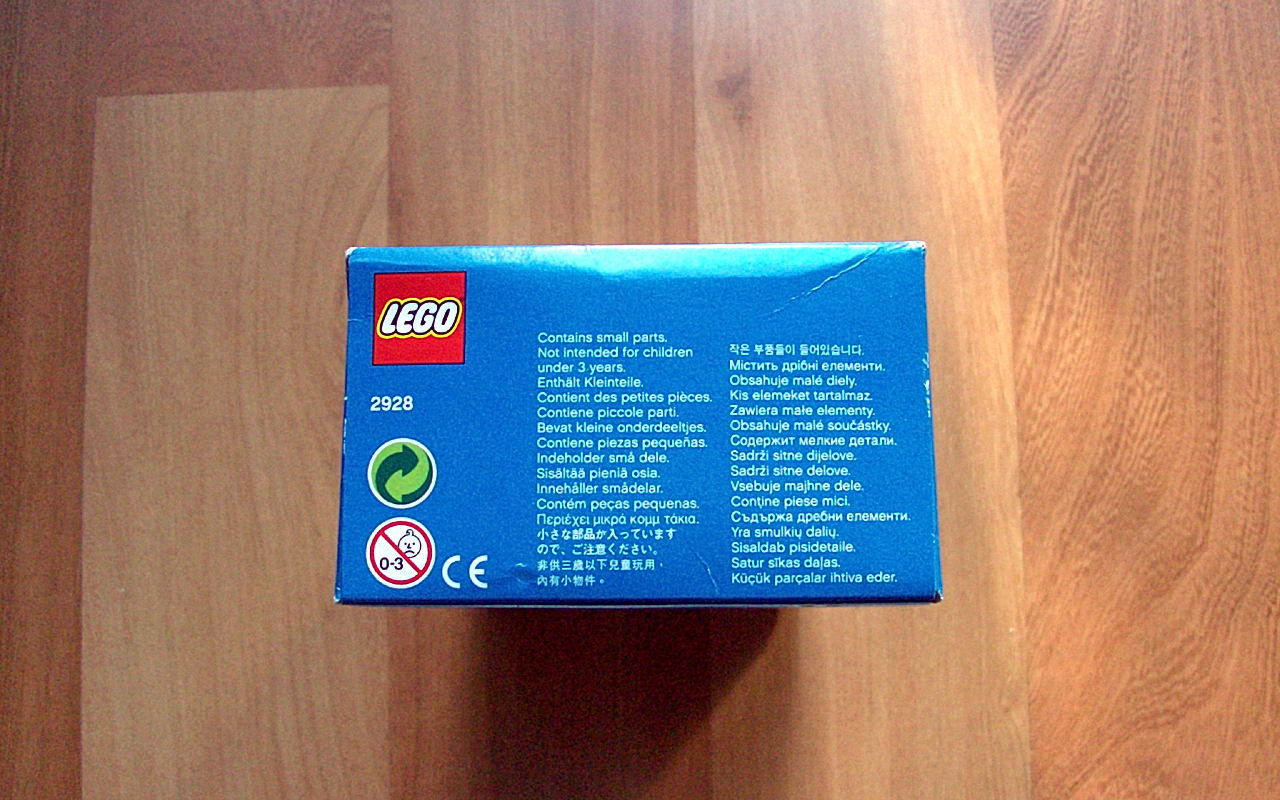 LEGO
2928
0-3
CE
Contains small parts.
Not intended for children
under 3 years.
Enthält Kleinteile.
Contient des petites pièces.
Contiene piccole parti.
Bevat kleine onderdeeltjes.
Contiene piezas pequeñas.
Indeholder små dele.
Sisältää pieniä osia.
Innehåller smådelar.
Contém peças pequenas.
Περιέχει μικρά κομμ τάκια.
小さな部品が入っています
ので、ご注意ください。
非供三歲以下兒童玩用，
內有小物件。
작은 부품들이 들어있습니다.
Містить дрібні елементи.
Obsahuje malé diely.
Kis elemeket tartalmaz.
Zawiera małe elementy.
Obsahuje malé součástky.
Содержит мелкие детали.
Sadrži sitne dijelove.
Sadrži sitne delove.
Vsebuje majhne dele.
Conţine piese mici.
Съдържа дребни елементи.
Yra smulkių dalių.
Sisaldab pisidetaile.
Satur sīkas daļas.
Küçük parçalar ihtiva eder.